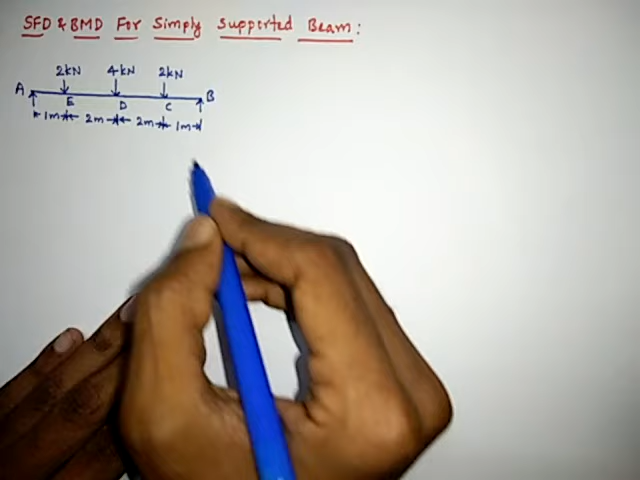 SFD & BMD For Simply Supported Beam:
2kN 4kN 2kN
A B
E D C
1m 2m 2m 1m